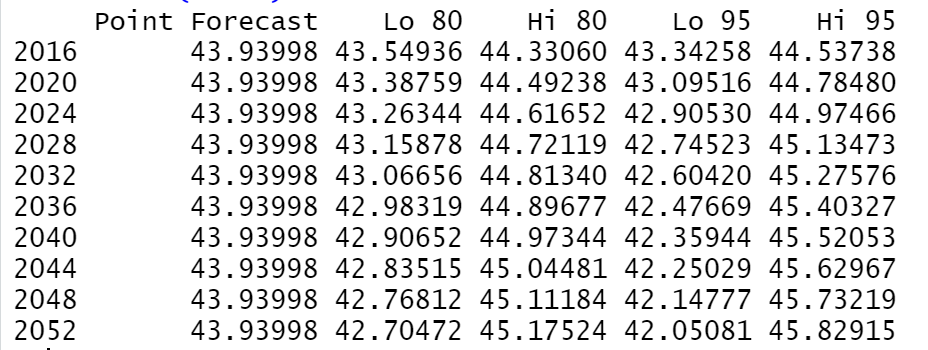 Point Forecast Lo 80 Hi 80 Lo 95 Hi 95
2016 43.93998 43.54936 44.33060 43.34258 44.53738
2020 43.93998 43.38759 44.49238 43.09516 44.78480
2024 43.93998 43.26344 44.61652 42.90530 44.97466
2028 43.93998 43.15878 44.72119 42.74523 45.13473
2032 43.93998 43.06656 44.81340 42.60420 45.27576
2036 43.93998 42.98319 44.89677 42.47669 45.40327
2040 43.93998 42.90652 44.97344 42.35944 45.52053
2044 43.93998 42.83515 45.04481 42.25029 45.62967
2048 43.93998 42.76812 45.11184 42.14777 45.73219
2052 43.93998 42.70472 45.17524 42.05081 45.82915